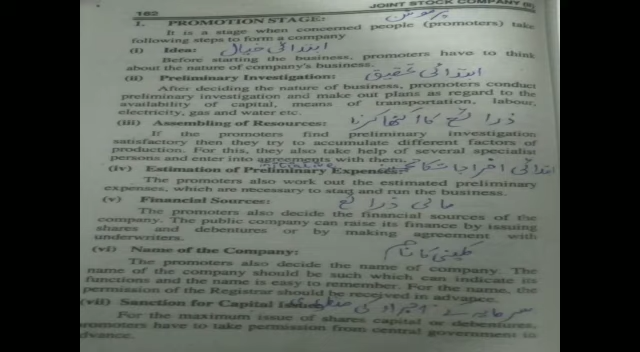 162 JOINT STOCK COMPANY
1. PROMOTION STAGE: پرموشن
It is a stage when concerned people (promoters) take
following steps to form a company
(i) Idea: ابتدائی خیال
Before starting the business, promoters have to think
about the nature of company's business.
(ii) Preliminary Investigation: ابتدائی تحقیق
After deciding the nature of business, promoters conduct
preliminary investigation and make out plans as regard to the
availability of capital, means of transportation, labour,
electricity, gas and water etc.
(iii) Assembling of Resources: ذرائع کا اکٹھا کرنا
If the promoters find preliminary investigation
satisfactory then they try to accumulate different factors of
production. For this, they also take help of several specialist
persons and enter into agreements with them.
(iv) Estimation of Preliminary Expenses: ابتدائی اخراجات کا
The promoters also work out the estimated preliminary
expenses, which are necessary to start and run the business.
(v) Financial Sources: مالی ذرائع
The promoters also decide the financial sources of the
company. The public company can raise its finance by issuing
shares and debentures or by making agreement with
underwriters.
(vi) Name of the Company: کمپنی کا نام
The promoters also decide the name of company. The
name of the company should be such which can indicate its
functions and the name is easy to remember. For the name, the
permission of the Registrar should be received in advance.
(vii) Sanction for Capital Issue: سرمائے کے اجراء کی
For the maximum issue of shares capital or debentures,
promoters have to take permission from central government in
advance.